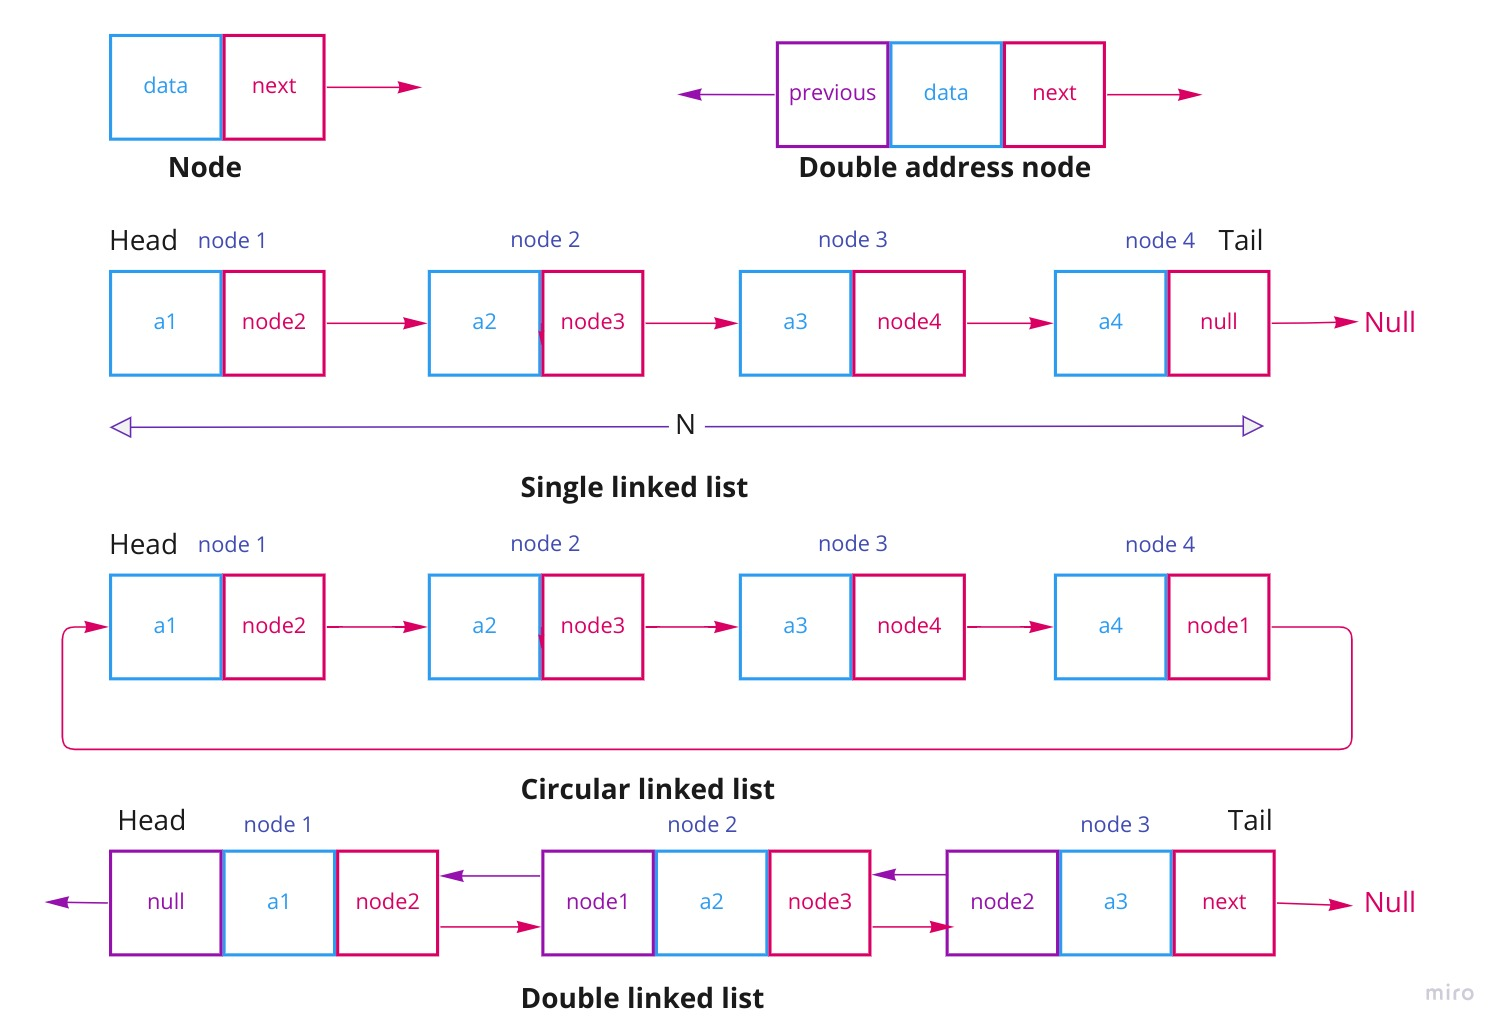 data next
previous data next
Node
Double address node
Head node 1 node 2 node 3 node 4 Tail
a1 node2 a2 node3 a3 node4 a4 null Null
N
Single linked list
Head node 1 node 2 node 3 node 4
a1 node2 a2 node3 a3 node4 a4 node1
Circular linked list
Head node 1 node 2 node 3 Tail
null a1 node2 node1 a2 node3 node2 a3 next Null
Double linked list
miro